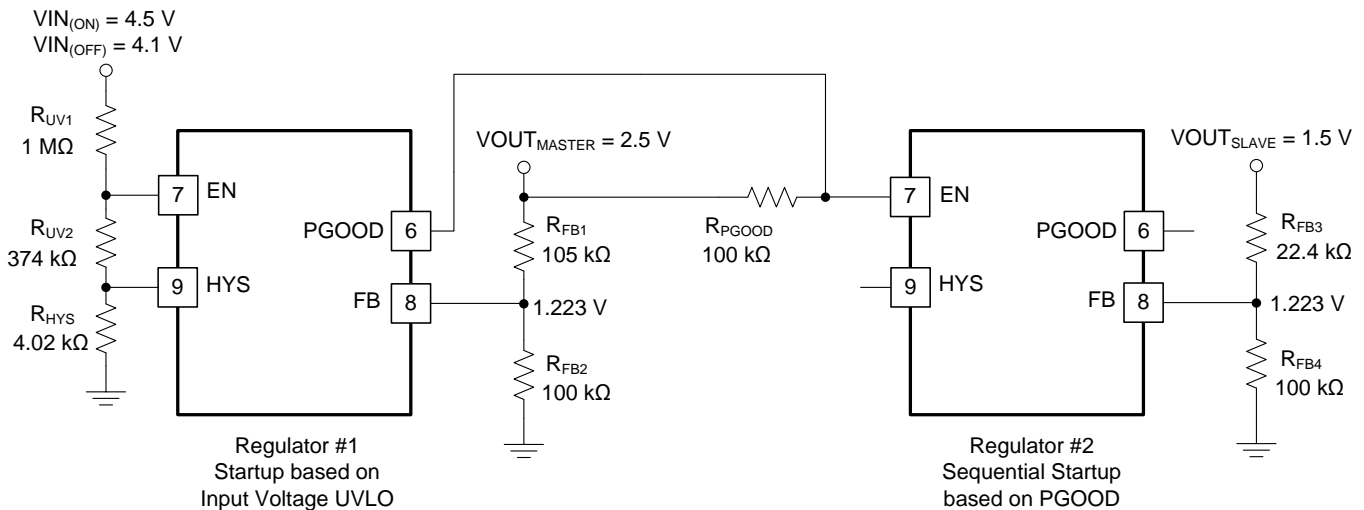 VIN(ON) = 4.5 V
VIN(OFF) = 4.1 V
RUV1
1 MΩ
RUV2
374 kΩ
RHYS
4.02 kΩ
7
EN
9
HYS
PGOOD
6
FB
8
VOUTMASTER = 2.5 V
RFB1
105 kΩ
1.223 V
RFB2
100 kΩ
RPGOOD
100 kΩ
7
EN
9
HYS
PGOOD
6
FB
8
VOUTSLAVE = 1.5 V
RFB3
22.4 kΩ
1.223 V
RFB4
100 kΩ
Regulator #1
Startup based on
Input Voltage UVLO
Regulator #2
Sequential Startup
based on PGOOD